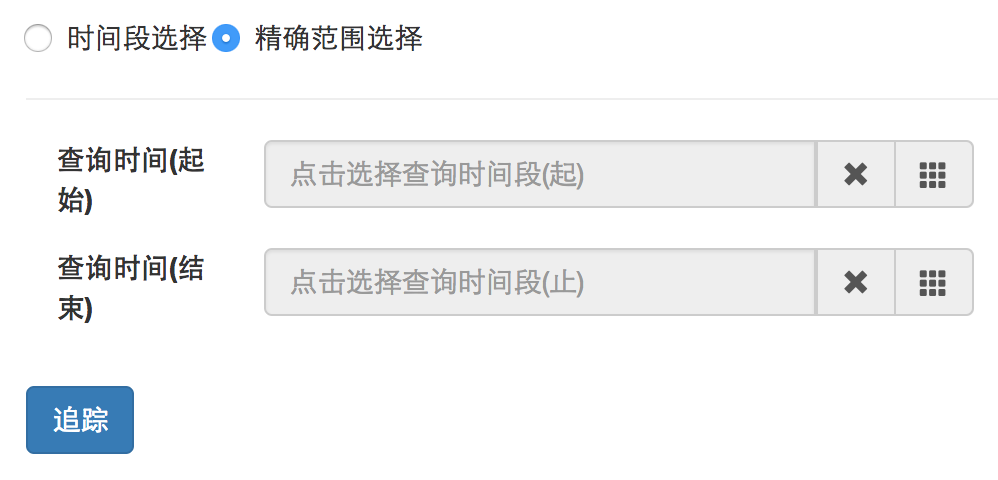 时间段选择 精确范围选择
查询时间(起
始)
点击选择查询时间段(起)
查询时间(结
束)
点击选择查询时间段(止)
追踪